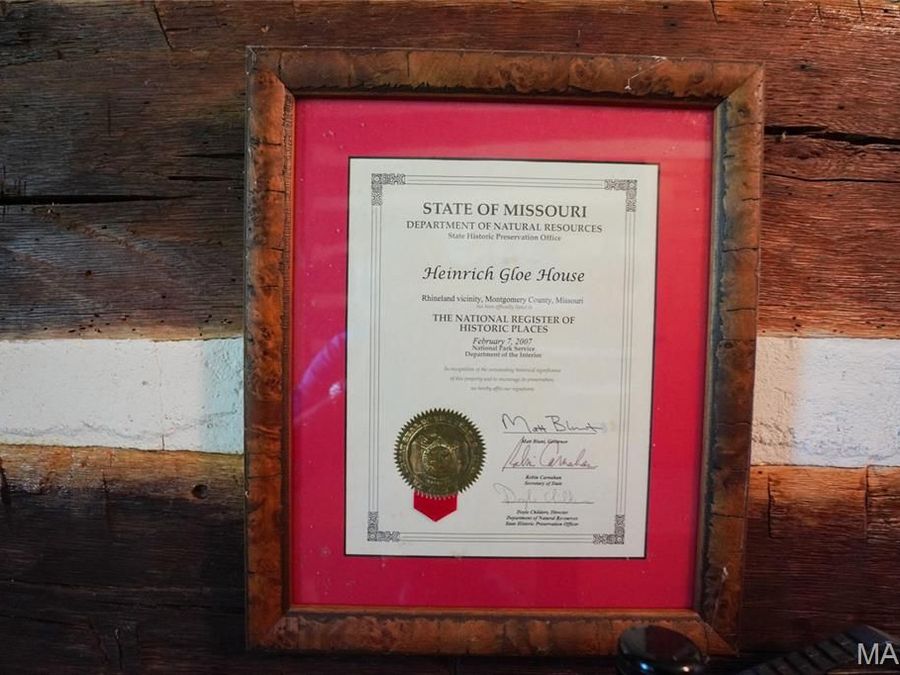 STATE OF MISSOURI
DEPARTMENT OF NATURAL RESOURCES
State Historic Preservation Office
Heinrich Gloe House
Rhineland vicinity, Montgomery County, Missouri
has been officially listed in
THE NATIONAL REGISTER OF
HISTORIC PLACES
February 7, 2007
National Park Service
Department of the Interior
In recognition of the outstanding historical significance
of this property and to encourage its preservation,
we hereby affix our signatures.
Matt Blunt
Matt Blunt, Governor
Robin Carnahan
Robin Carnahan
Secretary of State
Doyle Childers
Doyle Childers, Director
Department of Natural Resources
State Historic Preservation Officer
MA